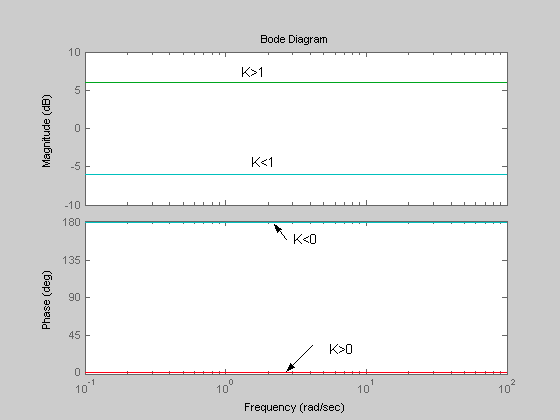 Bode Diagram
10
K>1
5
Magnitude (dB)
0
K<1
-5
-10
180
K<0
135
Phase (deg)
90
45
K>0
0
10^-1 10^0 10^1 10^2
Frequency (rad/sec)